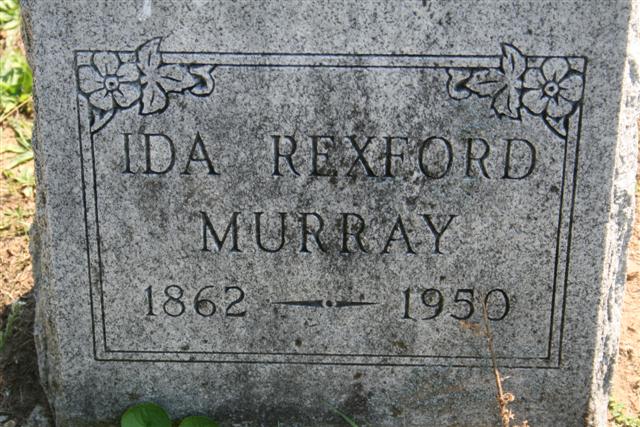 IDA REXFORD
MURRAY
1862 — 1950